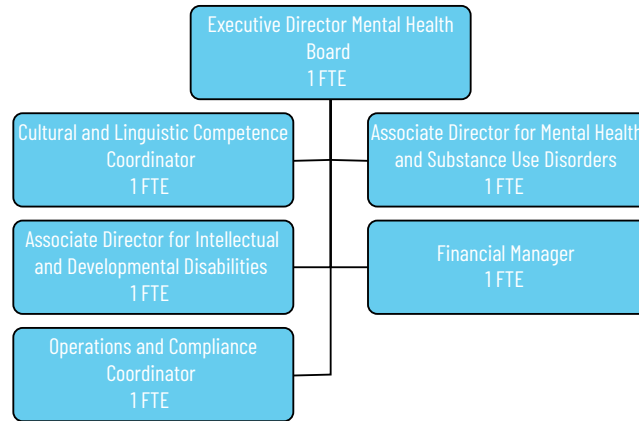 Executive Director Mental Health
Board
1 FTE
Cultural and Linguistic Competence
Coordinator
1 FTE
Associate Director for Mental Health
and Substance Use Disorders
1 FTE
Associate Director for Intellectual
and Developmental Disabilities
1 FTE
Financial Manager
1 FTE
Operations and Compliance
Coordinator
1 FTE